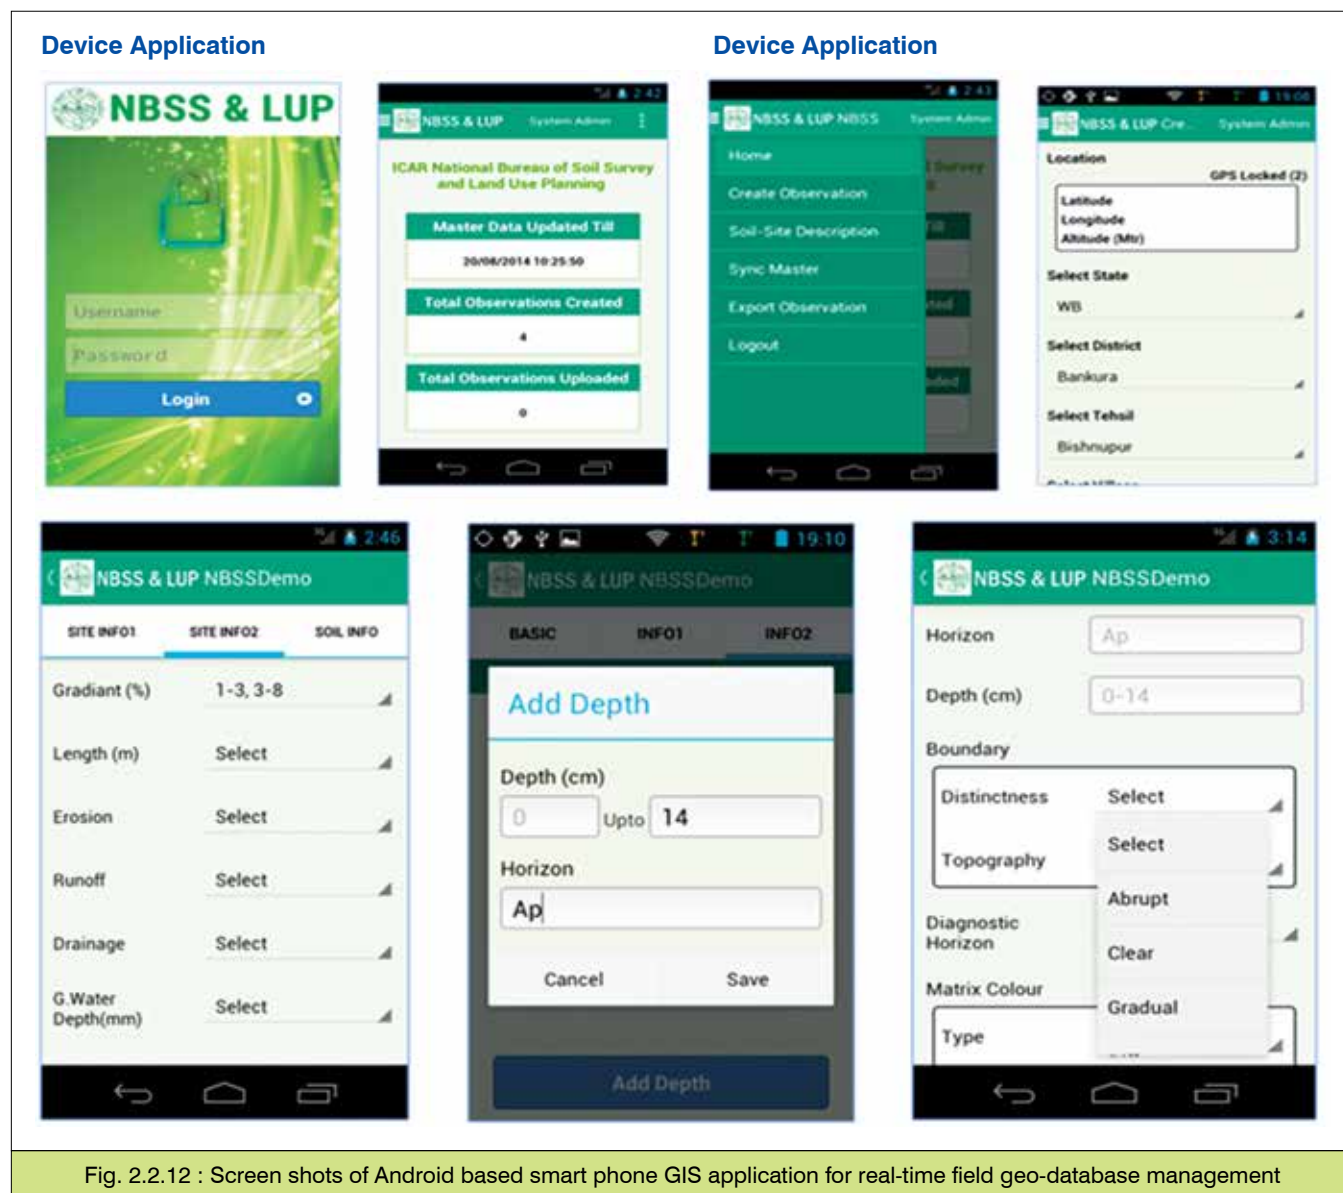 Device Application
Device Application
NBSS & LUP
Username
Password
Login
2:42
NBSS & LUP System Admin
ICAR National Bureau of Soil Survey
and Land Use Planning
Master Data Updated Till
20/08/2014 10:25:50
Total Observations Created
4
Total Observations Uploaded
0
2:43
NBSS & LUP NBSS System Admin
Home
Create Observation
Soil-Site Description
Sync Master
Export Observation
Logout
19:08
NBSS & LUP Cre... System Admin
Location
GPS Locked (2)
Latitude
Longitude
Altitude (Mtr)
Select State
WB
Select District
Bankura
Select Tehsil
Bishnupur
2:46
NBSS & LUP NBSSDemo
SITE INFO1 SITE INFO2 SOIL INFO
Gradiant (%) 1-3, 3-8
Length (m) Select
Erosion Select
Runoff Select
Drainage Select
G.Water
Depth(mm) Select
19:10
NBSS & LUP NBSSDemo
BASIC INFO1 INFO2
Add Depth
Depth (cm)
0 Upto 14
Horizon
Ap
Cancel Save
Add Depth
3:14
NBSS & LUP NBSSDemo
Horizon Ap
Depth (cm) 0-14
Boundary
Distinctness Select
Select
Topography
Abrupt
Diagnostic
Horizon
Clear
Matrix Colour
Gradual
Type
Fig. 2.2.12 : Screen shots of Android based smart phone GIS application for real-time field geo-database management